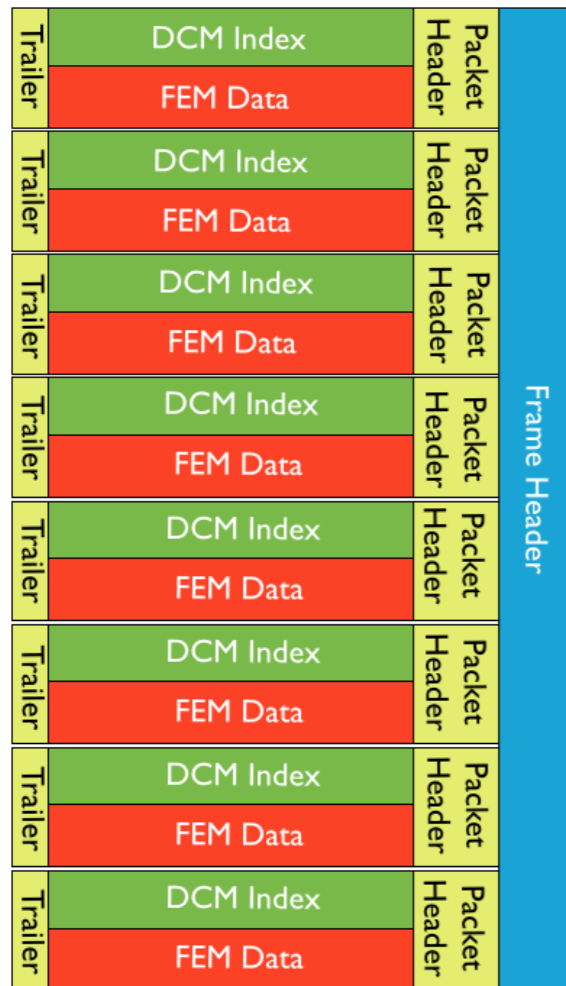 Trailer
DCM Index
FEM Data
Packet
Header
Trailer
DCM Index
FEM Data
Packet
Header
Trailer
DCM Index
FEM Data
Packet
Header
Trailer
DCM Index
FEM Data
Packet
Header
Trailer
DCM Index
FEM Data
Packet
Header
Trailer
DCM Index
FEM Data
Packet
Header
Trailer
DCM Index
FEM Data
Packet
Header
Trailer
DCM Index
FEM Data
Packet
Header
Frame Header